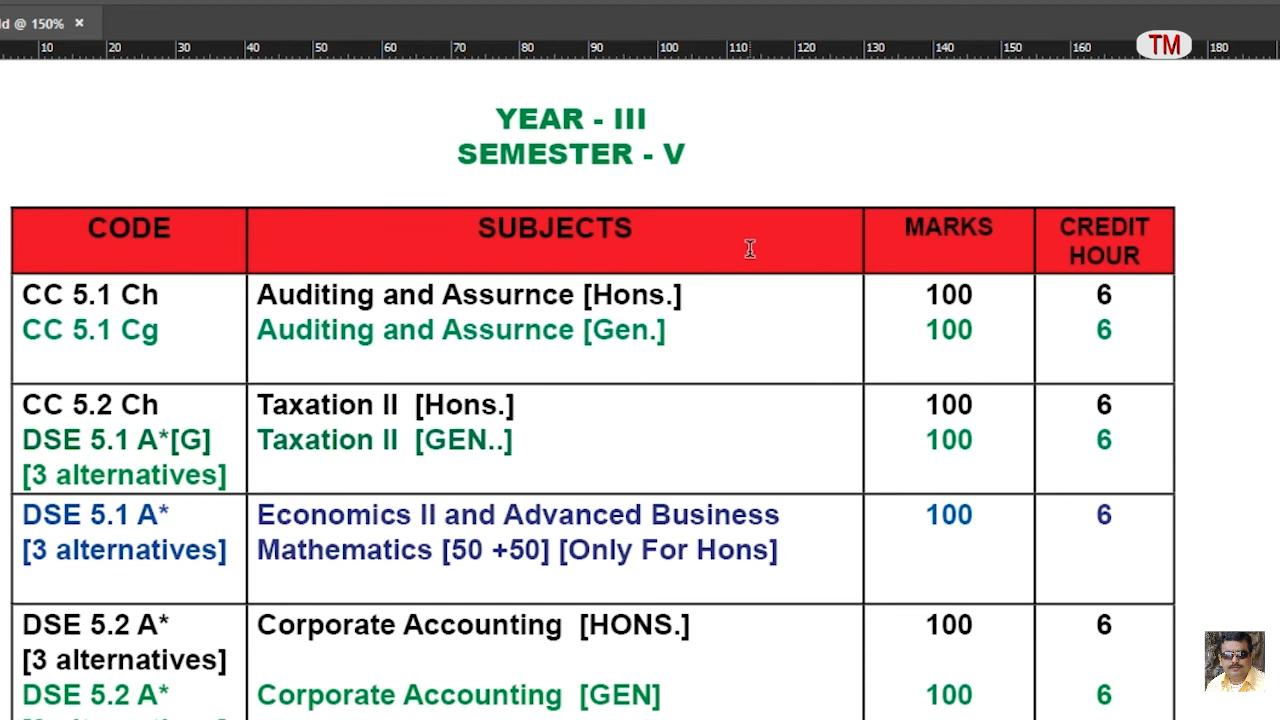 ld @ 150% ×
10 20 30 40 50 60 70 80 90 100 110 120 130 140 150 160 180
TM
YEAR - III
SEMESTER - V
CODE SUBJECTS MARKS CREDIT HOUR
CC 5.1 Ch Auditing and Assurnce [Hons.] 100 6
CC 5.1 Cg Auditing and Assurnce [Gen.] 100 6
CC 5.2 Ch Taxation II [Hons.] 100 6
DSE 5.1 A*[G] Taxation II [GEN..] 100 6
[3 alternatives]
DSE 5.1 A* Economics II and Advanced Business 100 6
[3 alternatives] Mathematics [50 +50] [Only For Hons]
DSE 5.2 A* Corporate Accounting [HONS.] 100 6
[3 alternatives]
DSE 5.2 A* Corporate Accounting [GEN] 100 6